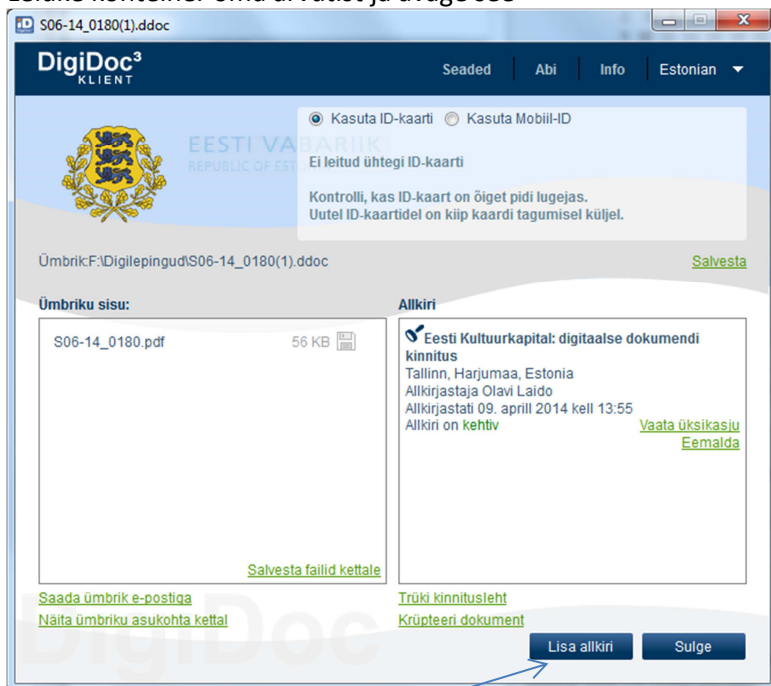 S06-14_0180(1).ddoc
DigiDoc³
KLIENT
Seaded
Abi
Info
Estonian
Kasuta ID-kaarti
Kasuta Mobiil-ID
EESTI VABARIIK
REPUBLIC OF EST
Ei leitud ühtegi ID-kaarti
Kontrolli, kas ID-kaart on õiget pidi lugejas.
Uutel ID-kaartidel on kiip kaardi tagumisel küljel.
Ümbrik:F:\Digilepingud\S06-14_0180(1).ddoc
Salvesta
Ümbriku sisu:
S06-14_0180.pdf 56 KB
Salvesta failid kettale
Allkiri
Eesti Kultuurkapital: digitaalse dokumendi
kinnitus
Tallinn, Harjumaa, Estonia
Allkirjastaja Olavi Laido
Allkirjastati 09. aprill 2014 kell 13:55
Allkiri on kehtiv
Vaata üksikasju
Eemalda
Saada ümbrik e-postiga
Näita ümbriku asukohta kettal
Trüki kinnitusleht
Krüpteeri dokument
DigiDoc
Lisa allkiri
Sulge